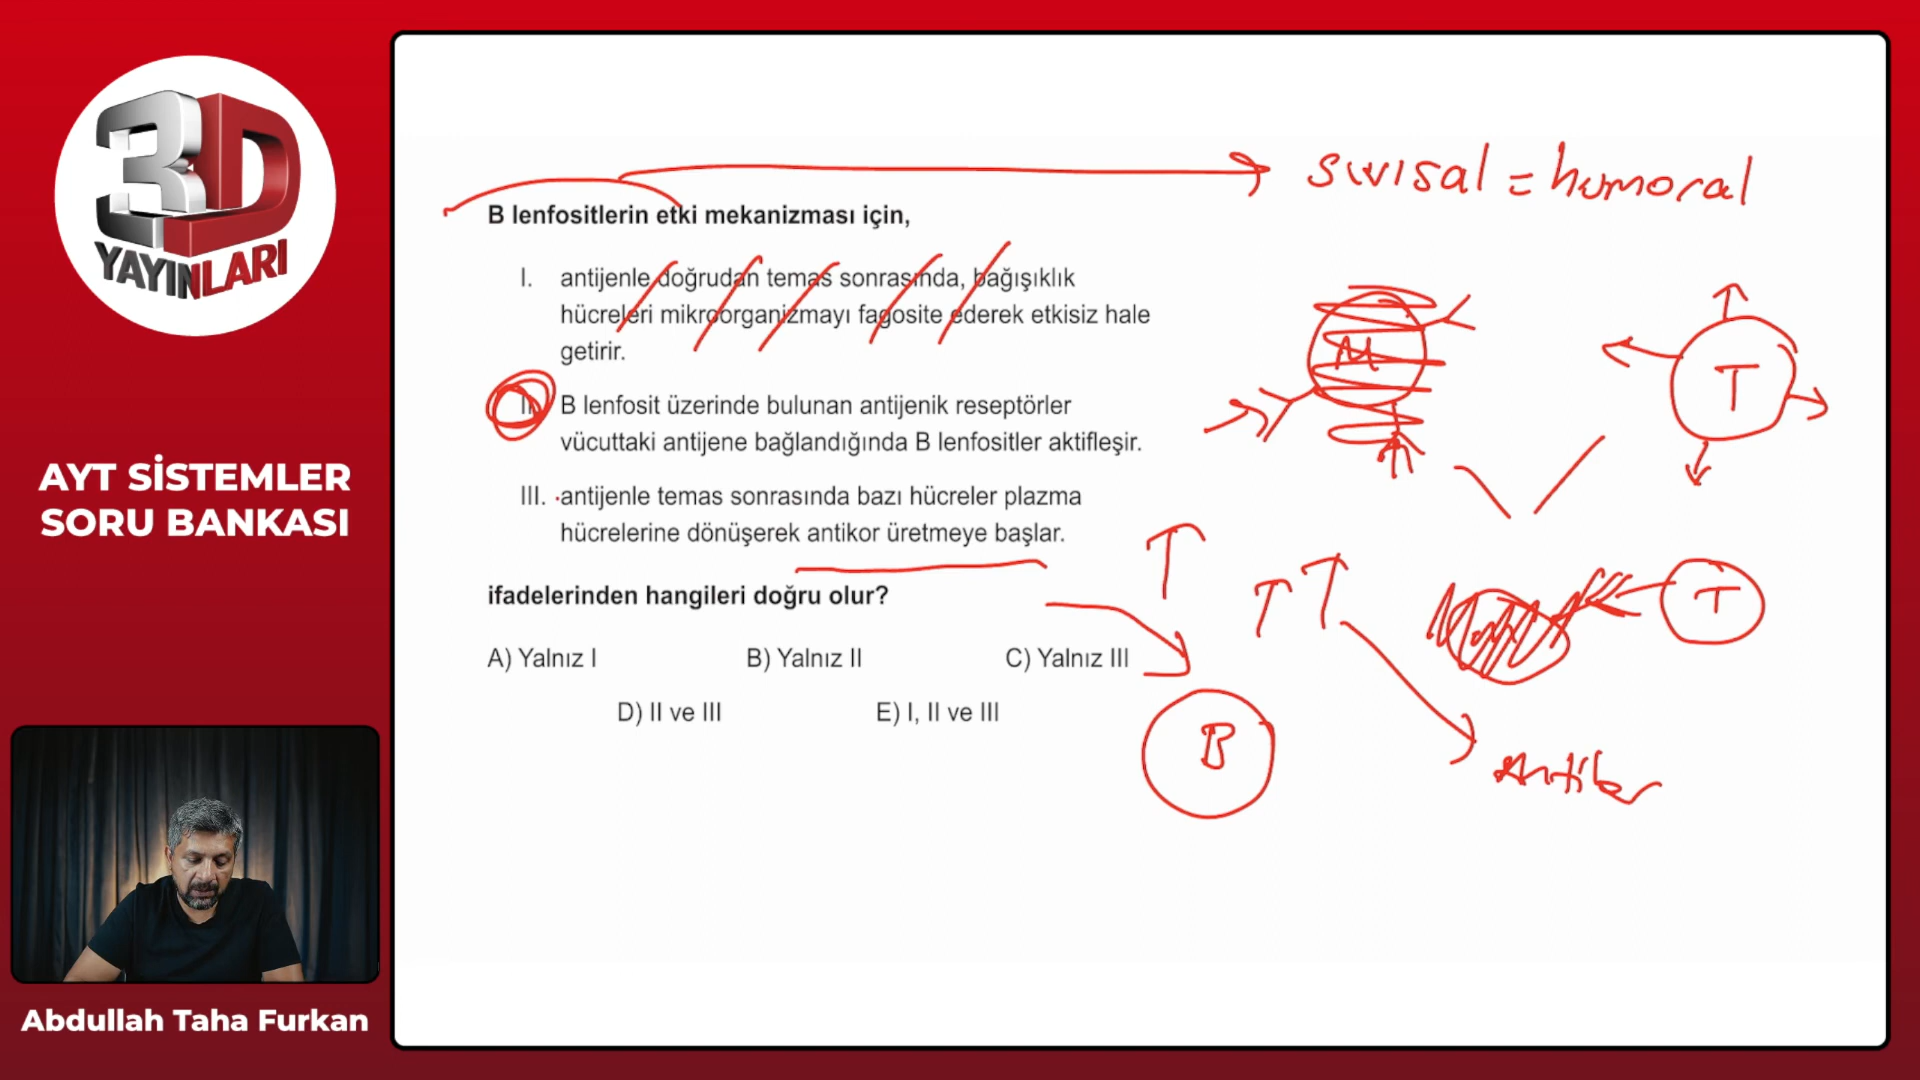 3D
YAYINLARI
AYT SİSTEMLER
SORU BANKASI
Abdullah Taha Furkan
sıvısal = humoral
B lenfositlerin etki mekanizması için,
I. antijenle doğrudan temas sonrasında, bağışıklık
hücreleri mikroorganizmayı fagosite ederek etkisiz hale
getirir.
II. B lenfosit üzerinde bulunan antijenik reseptörler
vücuttaki antijene bağlandığında B lenfositler aktifleşir.
III. antijenle temas sonrasında bazı hücreler plazma
hücrelerine dönüşerek antikor üretmeye başlar.
ifadelerinden hangileri doğru olur?
A) Yalnız I B) Yalnız II C) Yalnız III
D) II ve III E) I, II ve III
M
T
T
B